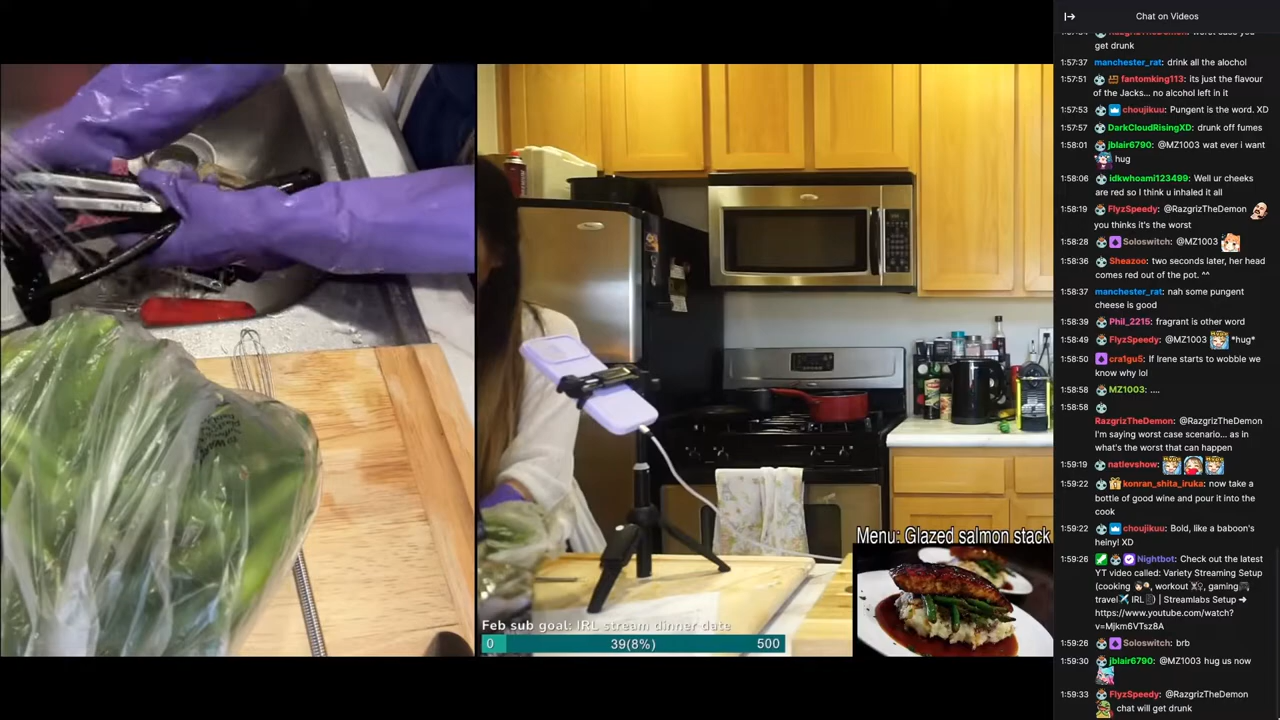 Chat on Videos
get drunk
1:57:37 manchester_rat: drink all the alochol
1:57:51 fantomking113: its just the flavour
of the Jacks... no alcohol left in it
1:57:53 choujikuu: Pungent is the word. XD
1:57:57 DarkCloudRisingXD: drunk off fumes
1:58:01 jblair6790: @MZ1003 wat ever i want
hug
1:58:06 idkwhoami123499: Well ur cheeks
are red so I think u inhaled it all
1:58:19 FlyzSpeedy: @RazgrizTheDemon
you thinks it's the worst
1:58:28 Soloswitch: @MZ1003
1:58:36 Sheazoo: two seconds later, her head
comes red out of the pot. ^^
1:58:37 manchester_rat: nah some pungent
cheese is good
1:58:39 Phil_2215: fragrant is other word
1:58:49 FlyzSpeedy: @MZ1003 *hug*
1:58:50 cra1gu5: If Irene starts to wobble we
know why lol
1:58:58 MZ1003: ....
1:58:58
RazgrizTheDemon: @RazgrizTheDemon
I'm saying worst case scenario... as in
what's the worst that can happen
1:59:19 natievshow:
1:59:22 konran_shita_iruka: now take a
bottle of good wine and pour it into the
cook
1:59:22 choujikuu: Bold, like a baboon's
heiny! XD
1:59:26 Nightbot: Check out the latest
YT video called: Variety Streaming Setup
(cooking, workout, gaming
travel IRL) | Streamlabs Setup ➜
https://www.youtube.com/watch?
v=Mjkm6VTsz8A
1:59:26 Soloswitch: brb
1:59:30 jblair6790: @MZ1003 hug us now
1:59:33 FlyzSpeedy: @RazgrizTheDemon
chat will get drunk
Menu: Glazed salmon stack
Feb sub goal: IRL stream dinner date
0 39(8%) 500